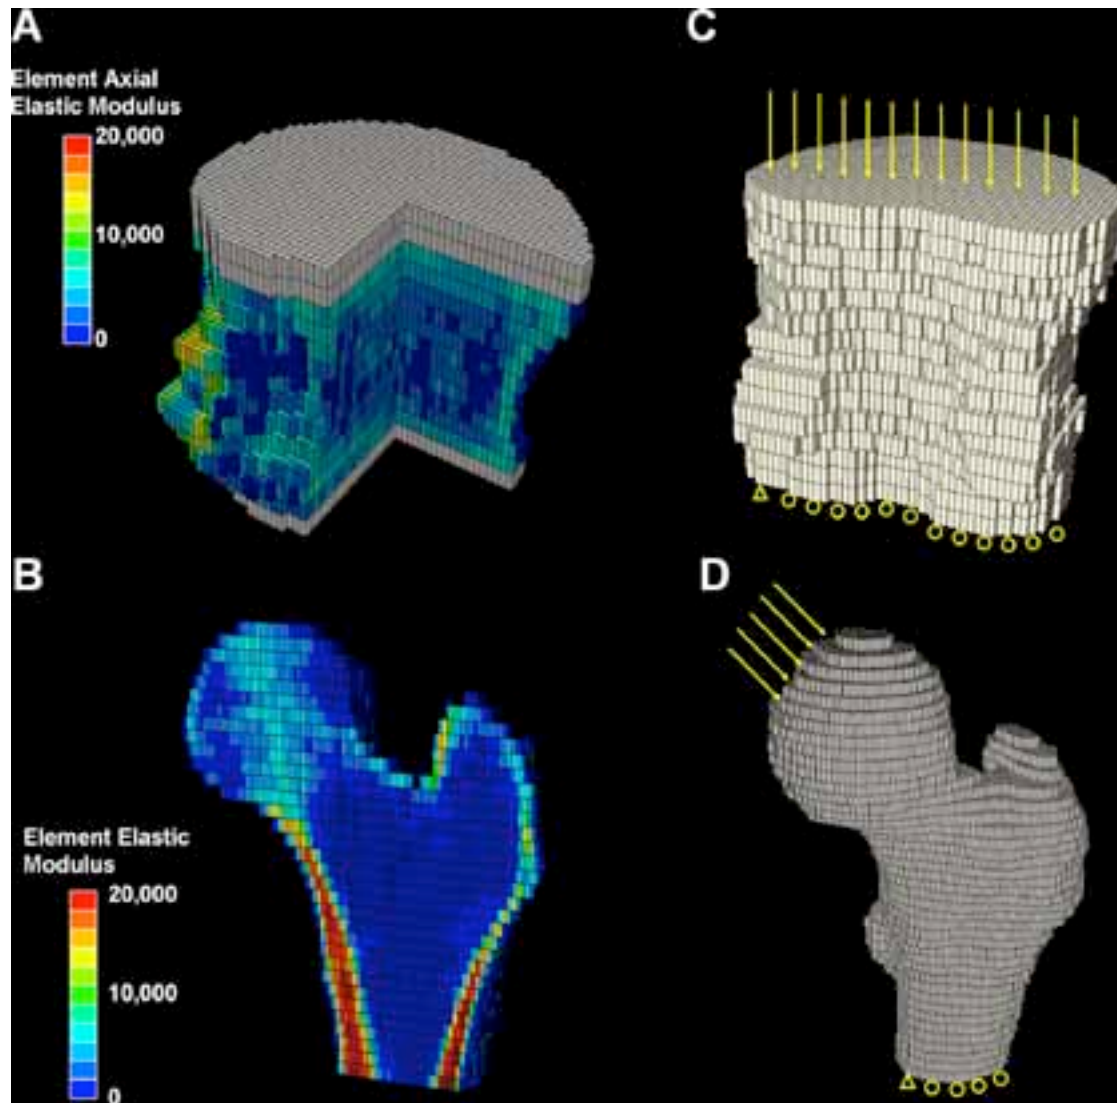 A
Element Axial
Elastic Modulus
20,000
10,000
0
C
B
Element Elastic
Modulus
20,000
10,000
0
D